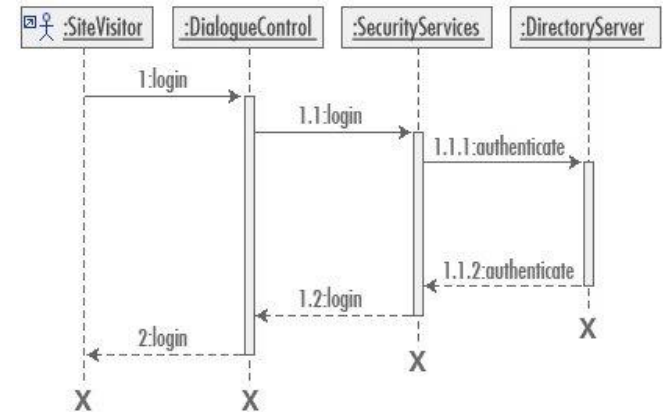 :SiteVisitor
:DialogueControl
:SecurityServices
:DirectoryServer
1:login
1.1:login
1.1.1:authenticate
1.1.2:authenticate
1.2:login
2:login
X
X
X
X